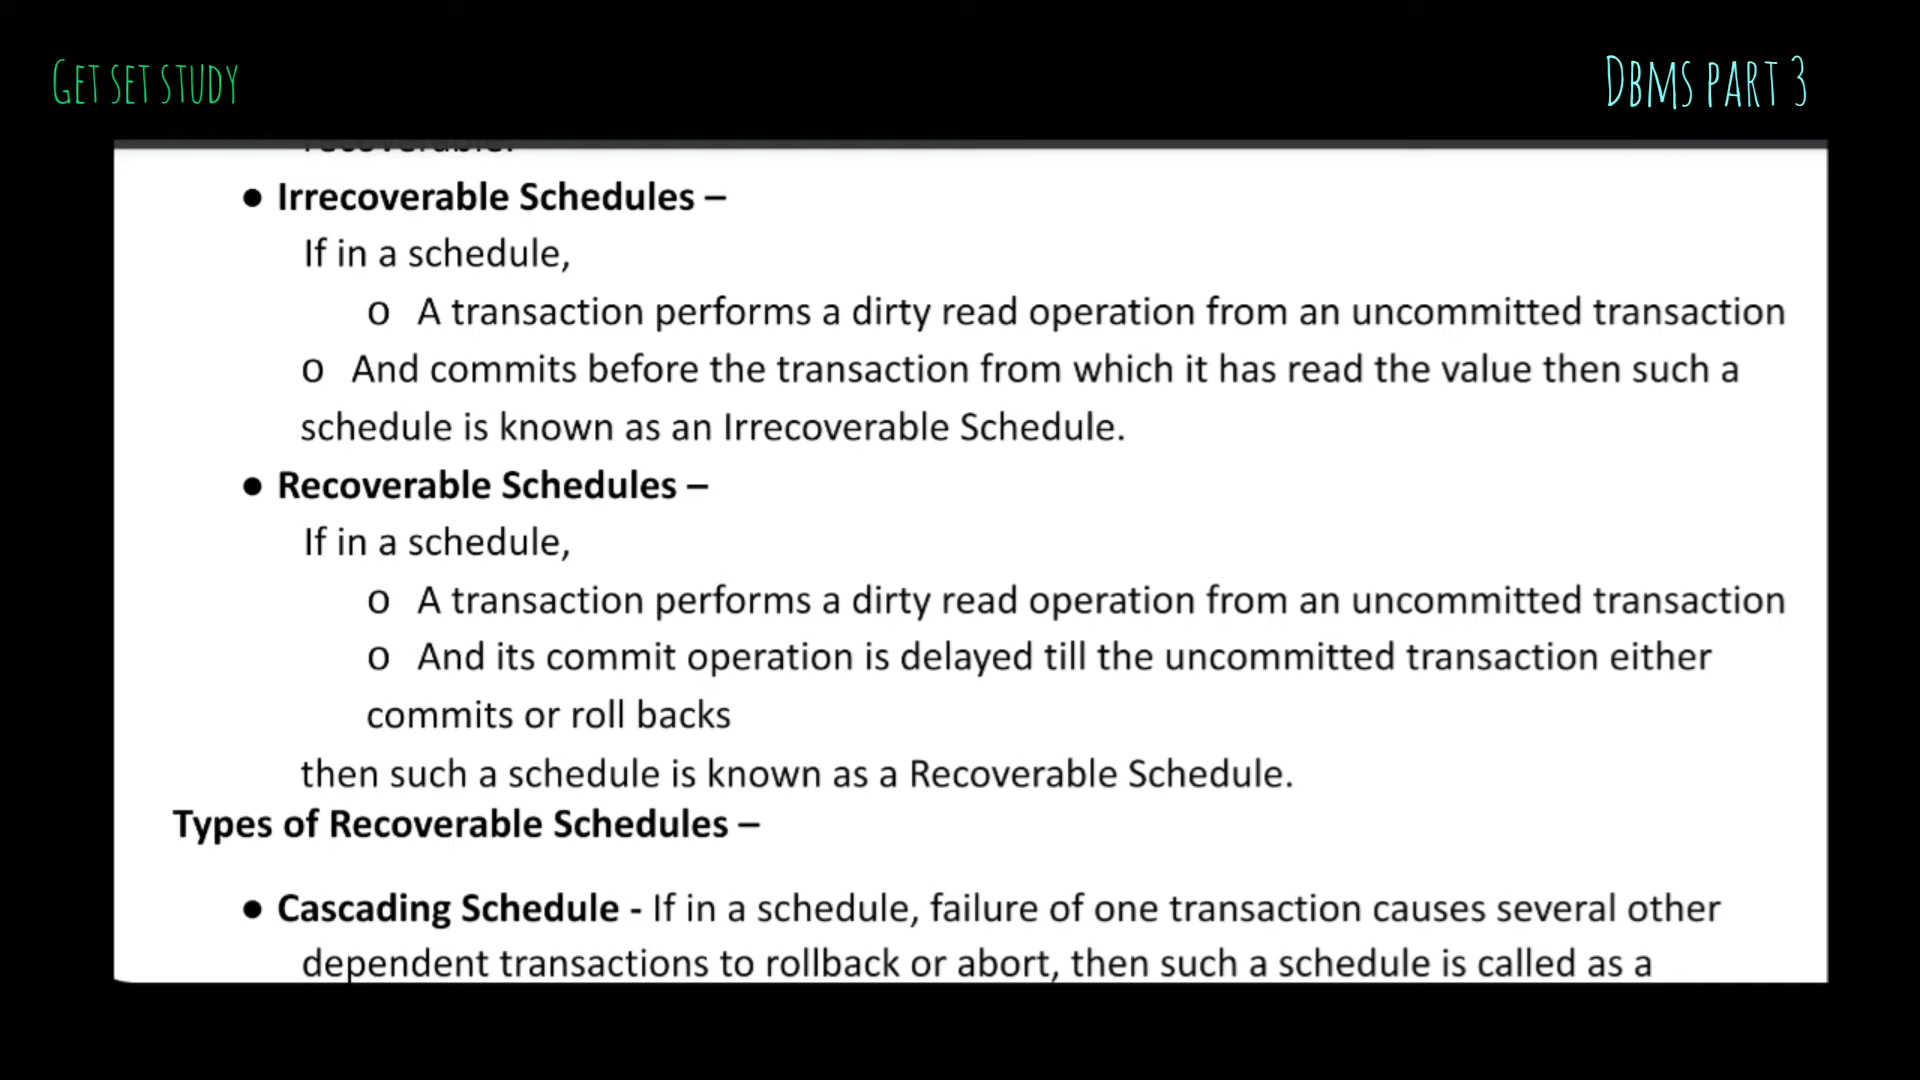 GET SET STUDY
DBMS PART 3
recoverable.
● Irrecoverable Schedules –
If in a schedule,
o A transaction performs a dirty read operation from an uncommitted transaction
o And commits before the transaction from which it has read the value then such a
schedule is known as an Irrecoverable Schedule.
● Recoverable Schedules –
If in a schedule,
o A transaction performs a dirty read operation from an uncommitted transaction
o And its commit operation is delayed till the uncommitted transaction either
commits or roll backs
then such a schedule is known as a Recoverable Schedule.
Types of Recoverable Schedules –
● Cascading Schedule - If in a schedule, failure of one transaction causes several other
dependent transactions to rollback or abort, then such a schedule is called as a